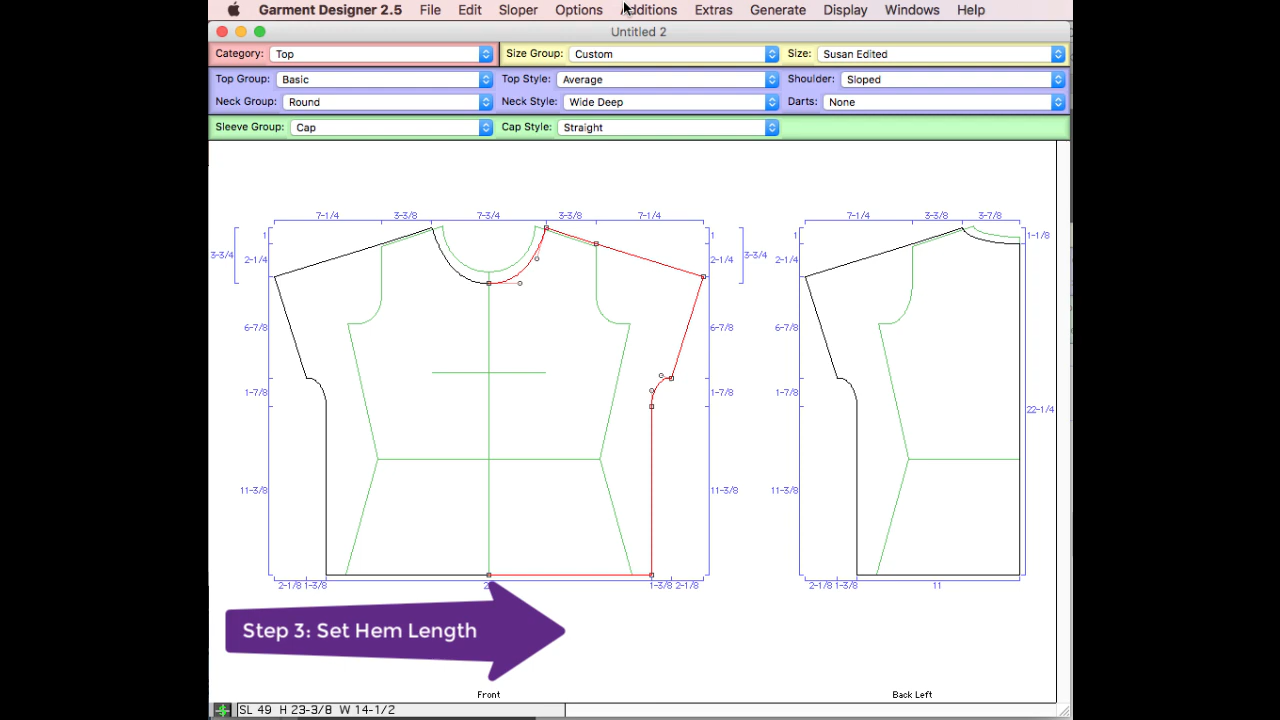 Garment Designer 2.5 File Edit Sloper Options Additions Extras Generate Display Windows Help
Untitled 2
Category: Top Size Group: Custom Size: Susan Edited
Top Group: Basic Top Style: Average Shoulder: Sloped
Neck Group: Round Neck Style: Wide Deep Darts: None
Sleeve Group: Cap Cap Style: Straight
7-1/4 3-3/8 7-3/4 3-3/8 7-1/4 7-1/4 3-3/8 3-7/8
1 1 1 1-1/8
3-3/4 2-1/4 2-1/4 3-3/4 2-1/4
6-7/8 6-7/8 6-7/8
1-7/8 1-7/8 1-7/8
22-1/4
11-3/8 11-3/8 11-3/8
2-1/8 1-3/8 1-3/8 2-1/8 2-1/8 1-3/8 11
Step 3: Set Hem Length
Front Back Left
SL 49 H 23-3/8 W 14-1/2